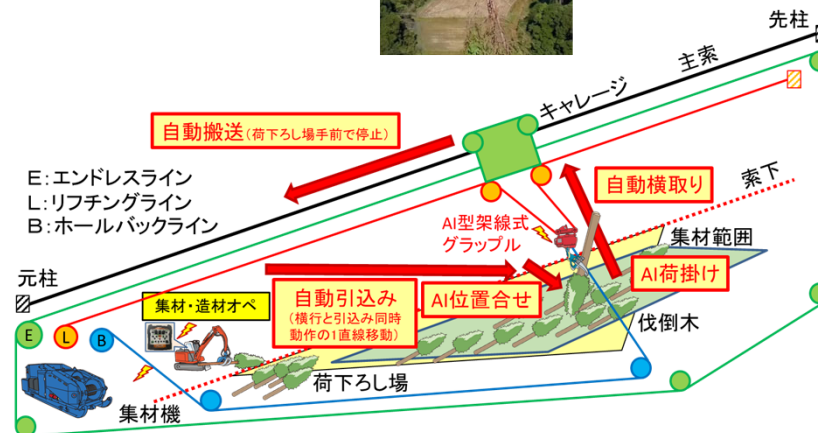 先柱
主索
キャレージ
自動搬送(荷下ろし場手前で停止)
E:エンドレスライン
L:リフチングライン
B:ホールバックライン
自動横取り
索下
AI型架線式
グラップル
集材範囲
元柱
集材・造材オペ
自動引込み
(横行と引込み同時
動作の1直線移動)
AI位置合せ
AI荷掛け
E
L
B
伐倒木
荷下ろし場
集材機